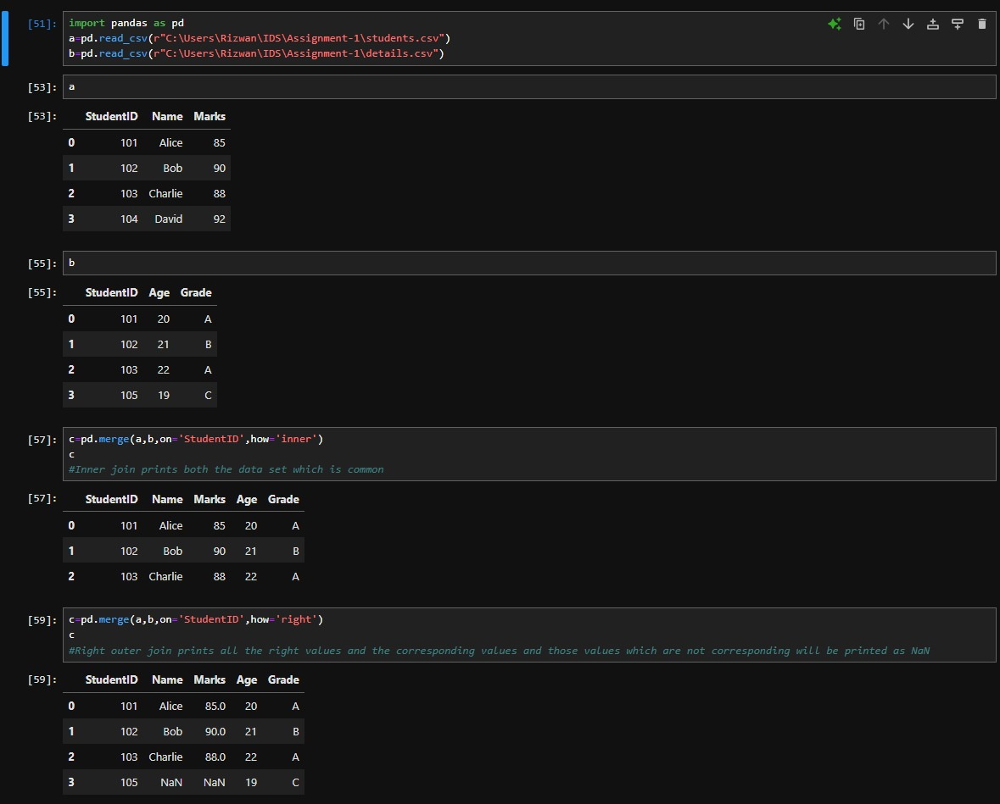 [51]: import pandas as pd
a=pd.read_csv(r"C:\Users\Rizwan\IDS\Assignment-1\students.csv")
b=pd.read_csv(r"C:\Users\Rizwan\IDS\Assignment-1\details.csv")
[53]: a
[53]: StudentID Name Marks
0 101 Alice 85
1 102 Bob 90
2 103 Charlie 88
3 104 David 92
[55]: b
[55]: StudentID Age Grade
0 101 20 A
1 102 21 B
2 103 22 A
3 105 19 C
[57]: c=pd.merge(a,b,on='StudentID',how='inner')
c
#Inner join prints both the data set which is common
[57]: StudentID Name Marks Age Grade
0 101 Alice 85 20 A
1 102 Bob 90 21 B
2 103 Charlie 88 22 A
[59]: c=pd.merge(a,b,on='StudentID',how='right')
c
#Right outer join prints all the right values and the corresponding values and those values which are not corresponding will be printed as NaN
[59]: StudentID Name Marks Age Grade
0 101 Alice 85.0 20 A
1 102 Bob 90.0 21 B
2 103 Charlie 88.0 22 A
3 105 NaN NaN 19 C